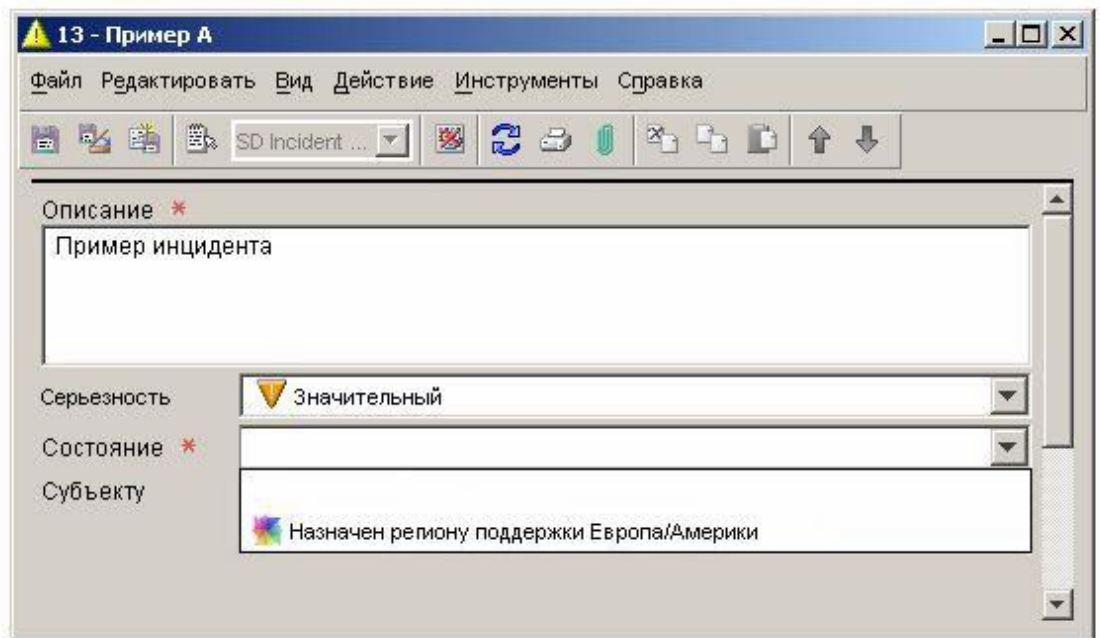 13 - Пример А
Файл Редактировать Вид Действие Инструменты Справка
SD Incident ...
Описание *
Пример инцидента
Серьезность
Значительный
Состояние *
Субъекту
Назначен региону поддержки Европа/Америки